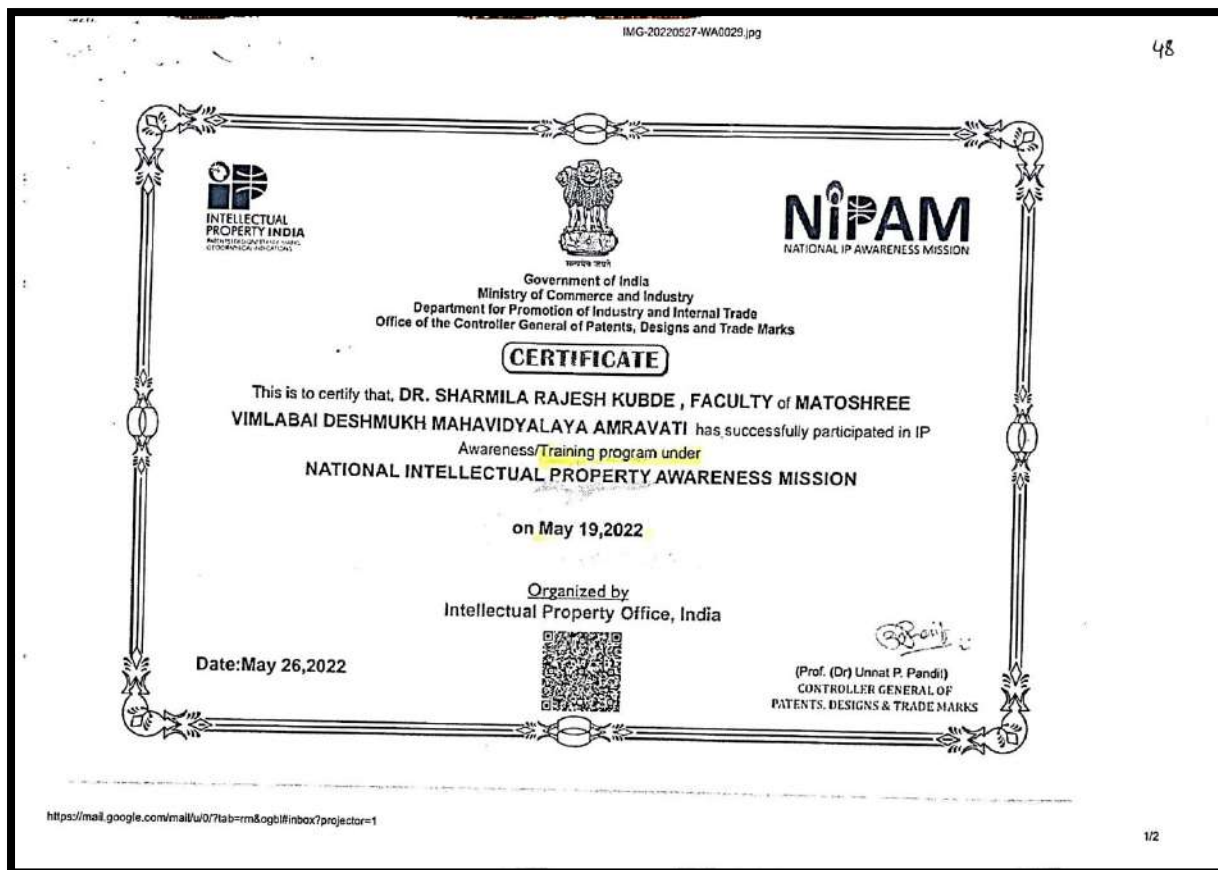 IMG-20220527-WA0029.jpg
48
INTELLECTUAL
PROPERTY INDIA
GEOGRAPHICAL INDICATIONS
सत्यमेव जयते
NiPAM
NATIONAL IP AWARENESS MISSION
Government of India
Ministry of Commerce and Industry
Department for Promotion of Industry and Internal Trade
Office of the Controller General of Patents, Designs and Trade Marks
CERTIFICATE
This is to certify that, DR. SHARMILA RAJESH KUBDE , FACULTY of MATOSHREE
VIMLABAI DESHMUKH MAHAVIDYALAYA AMRAVATI has successfully participated in IP
Awareness/Training program under
NATIONAL INTELLECTUAL PROPERTY AWARENESS MISSION
on May 19,2022
Organized by
Intellectual Property Office, India
Date:May 26,2022
(Prof. (Dr) Unnat P. Pandit)
CONTROLLER GENERAL OF
PATENTS, DESIGNS & TRADE MARKS
https://mail.google.com/mail/u/0/?tab=rm&ogbl#inbox?projector=1
1/2